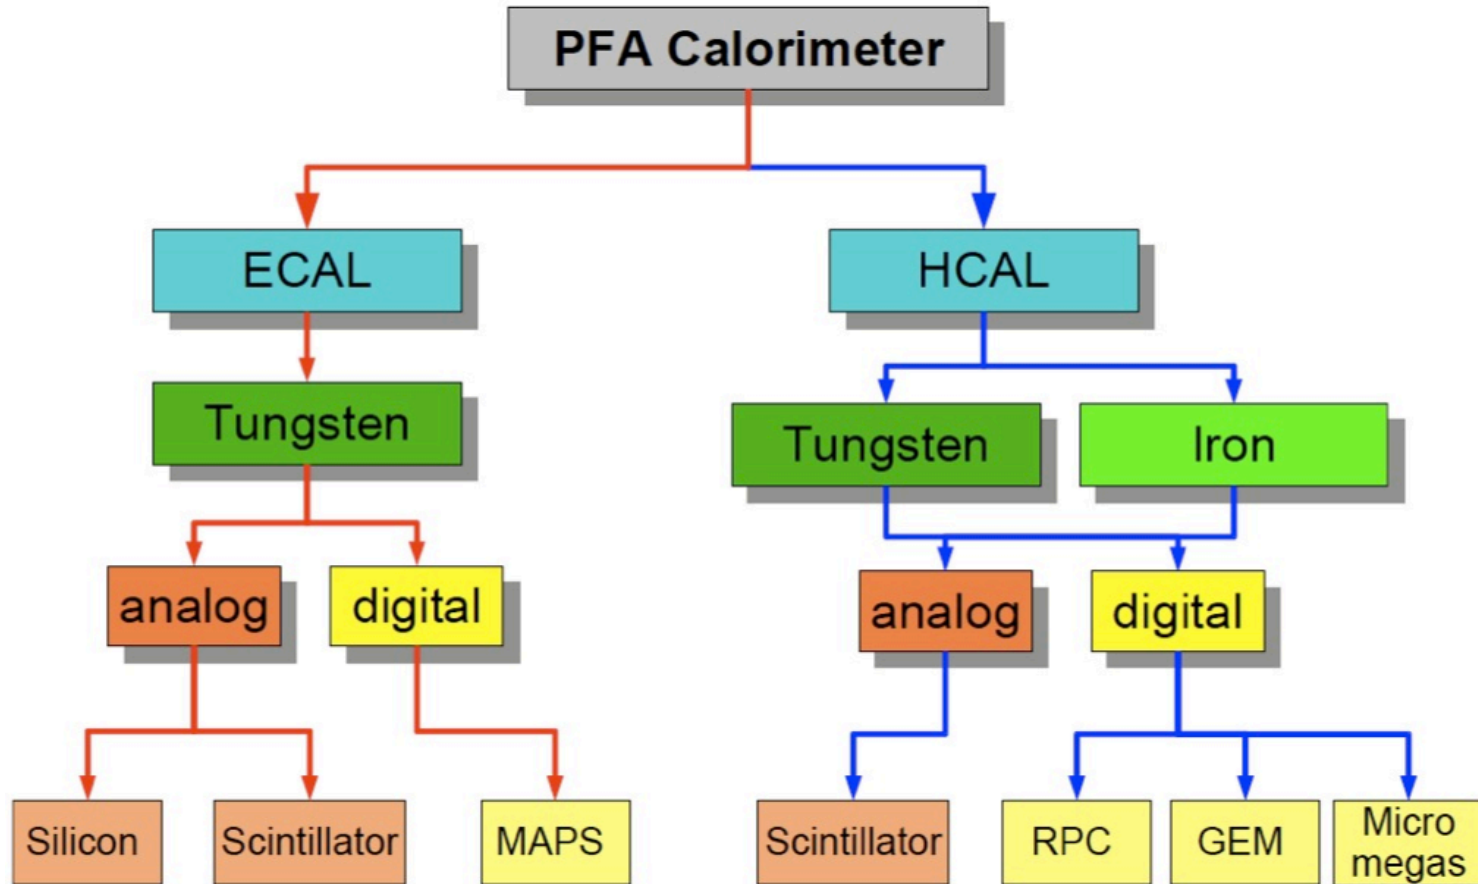 PFA Calorimeter
ECAL
HCAL
Tungsten
Tungsten
Iron
analog
digital
analog
digital
Silicon
Scintillator
MAPS
Scintillator
RPC
GEM
Micro
megas